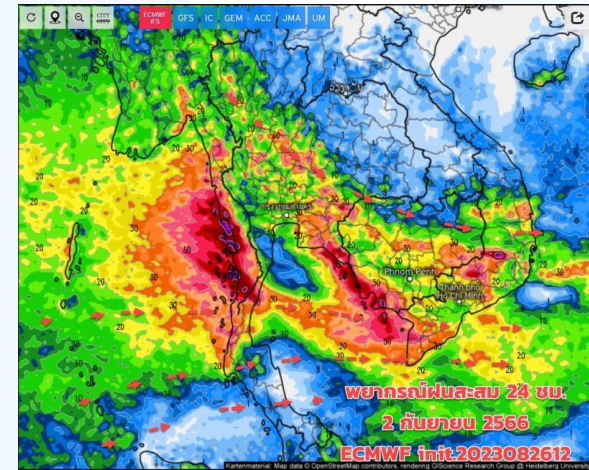 CITY
CITY
ECMWF
IFS
GFS
IC
GEM
ACC
JMA
UM
Phnom Penh
Thành phố
Hồ Chí Minh
พยากรณ์ฝนสะสม 24 ชม.
2 กันยายน 2566
ECMWF init.2023082612
Kartenmaterial: Map data © OpenStreetMap contributors, rendering GIScience Research Group @ Heidelberg University